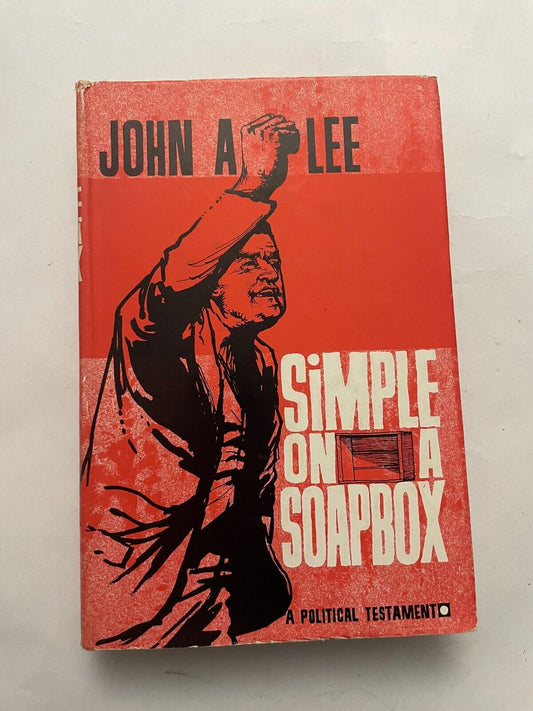 JOHN A LEE
SiMPLE
ON A
SOAPBOX
A POLITICAL TESTAMENT